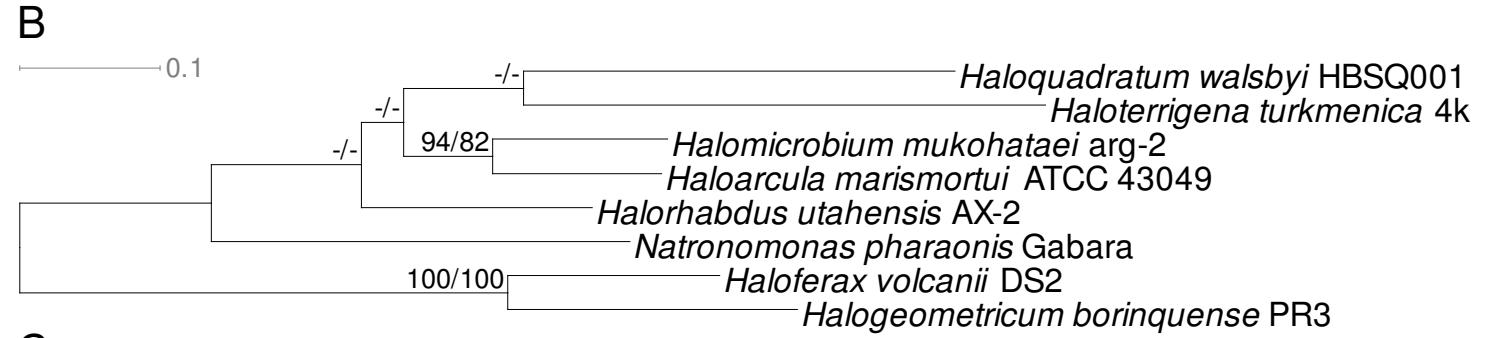 B
0.1
-/-
Haloquadratum walsbyi HBSQ001
-/-
Haloterrigena turkmenica 4k
94/82
Halomicrobium mukohataei arg-2
-/-
Haloarcula marismortui ATCC 43049
Halorhabdus utahensis AX-2
Natronomonas pharaonis Gabara
100/100
Haloferax volcanii DS2
Halogeometricum borinquense PR3